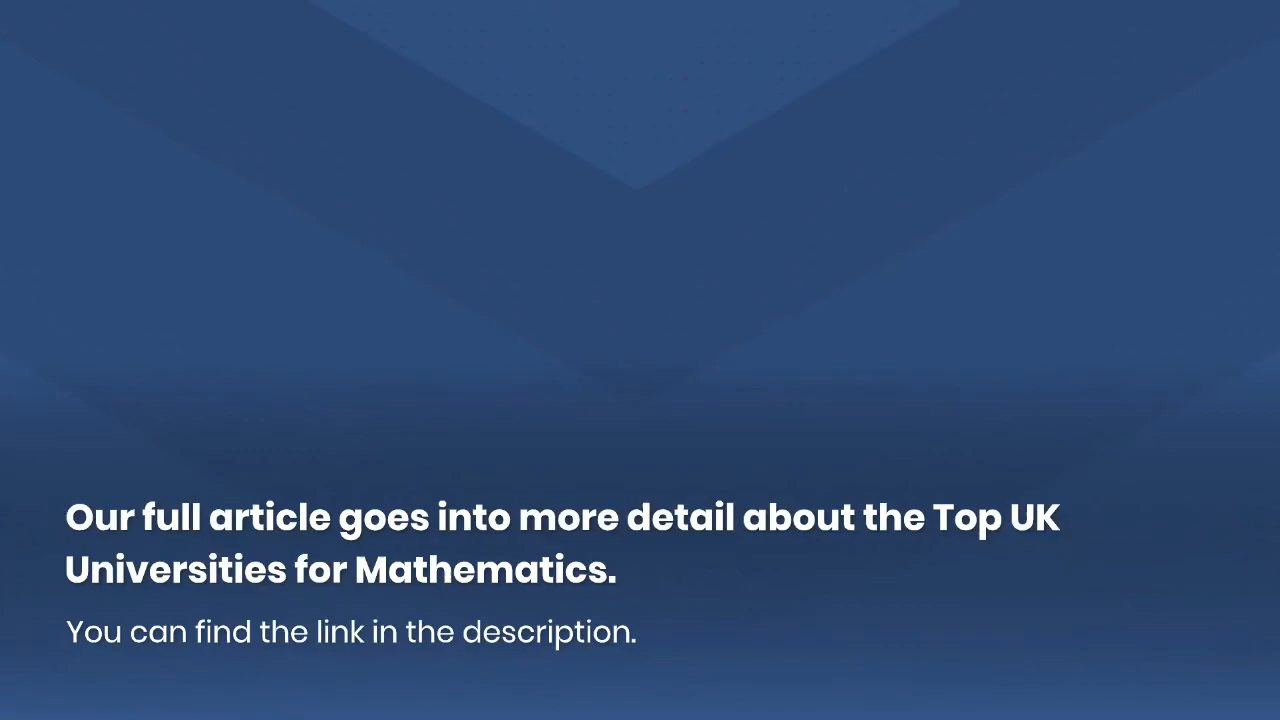 Our full article goes into more detail about the Top UK
Universities for Mathematics.
You can find the link in the description.